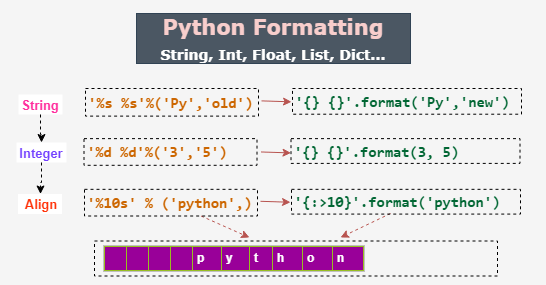 Python Formatting
String, Int, Float, List, Dict...
String
'%s %s'%('Py','old')
'{} {}'.format('Py','new')
Integer
'%d %d'%('3','5')
'{} {}'.format(3, 5)
Align
'%10s' % ('python',)
'{:>10}'.format('python')
p y t h o n